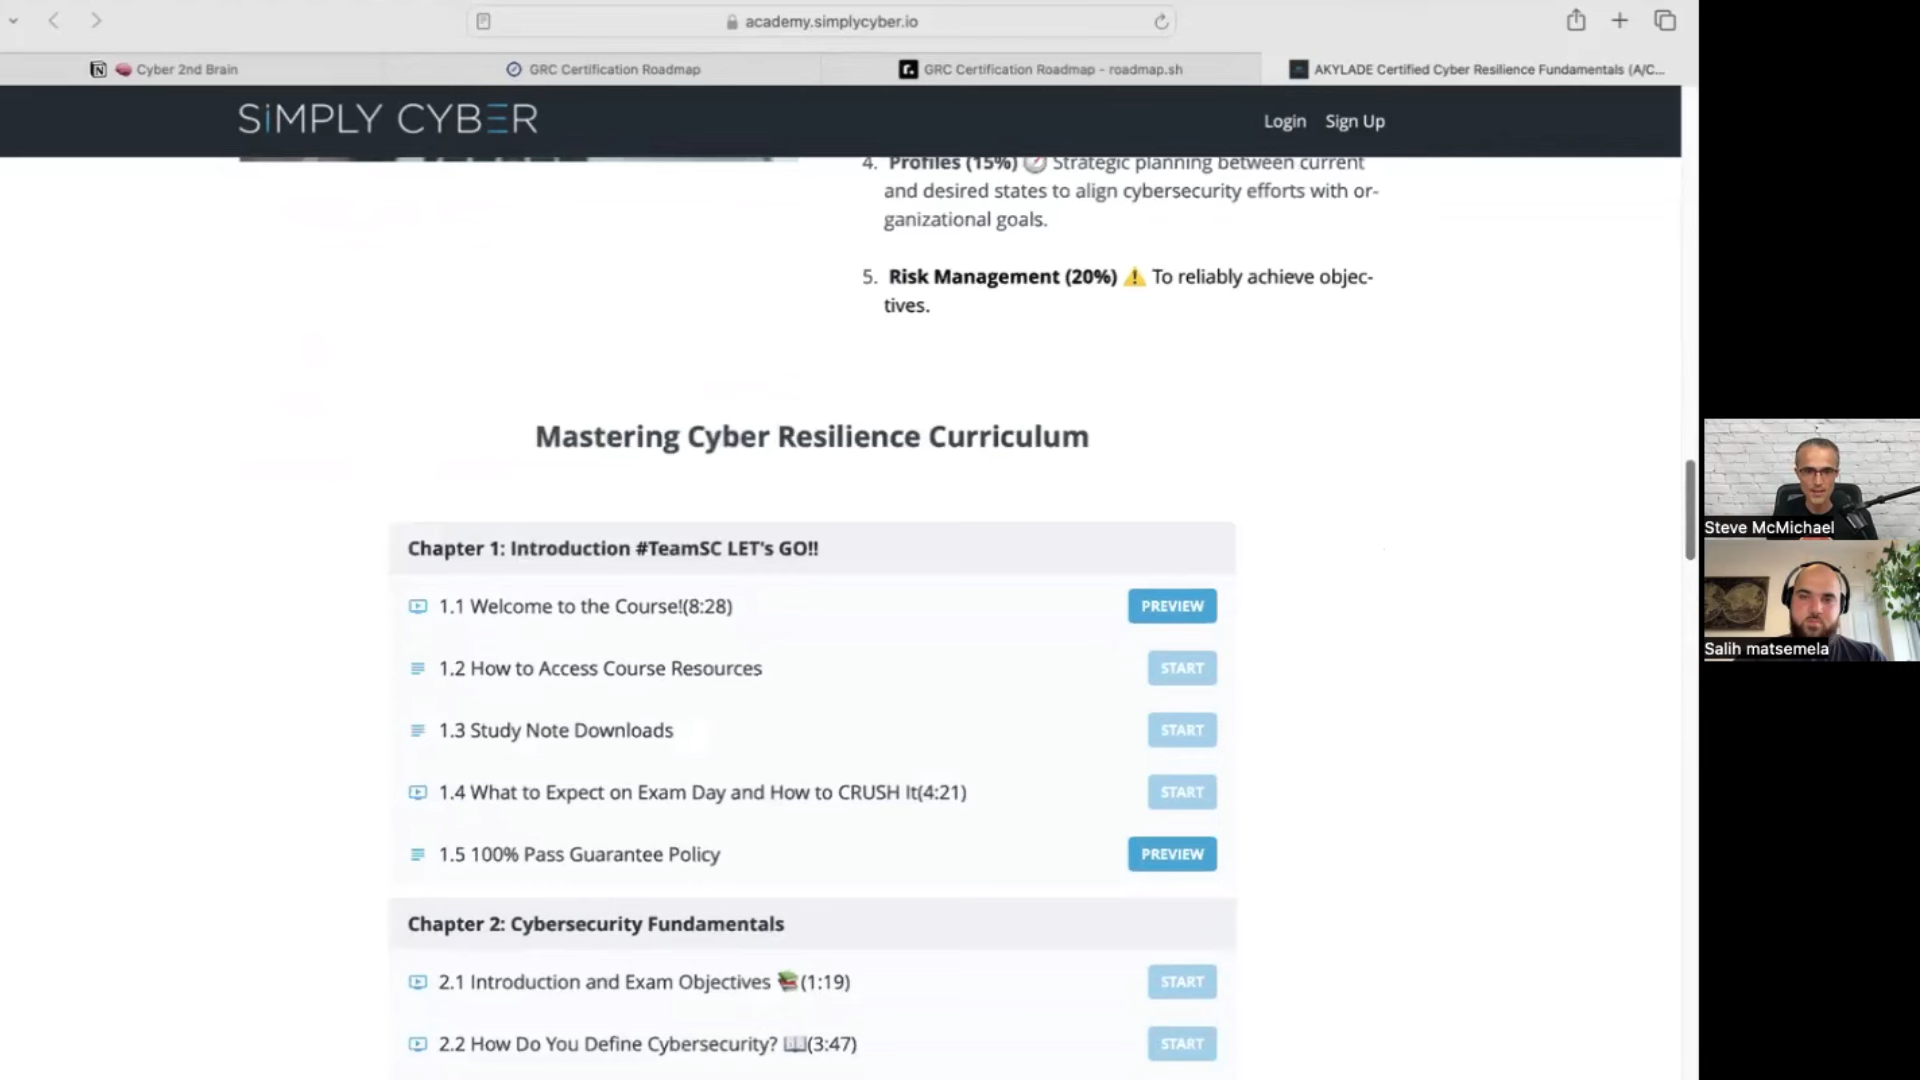 academy.simplycyber.io
Cyber 2nd Brain
GRC Certification Roadmap
GRC Certification Roadmap - roadmap.sh
AKYLADE Certified Cyber Resilience Fundamentals (A/C...
SiMPLY CYBER
Login
Sign Up
4. Profiles (15%) 🧭 Strategic planning between current
and desired states to align cybersecurity efforts with or-
ganizational goals.
5. Risk Management (20%) ⚠️ To reliably achieve objec-
tives.
Mastering Cyber Resilience Curriculum
Chapter 1: Introduction #TeamSC LET's GO!!
1.1 Welcome to the Course!(8:28)
PREVIEW
1.2 How to Access Course Resources
START
1.3 Study Note Downloads
START
1.4 What to Expect on Exam Day and How to CRUSH It(4:21)
START
1.5 100% Pass Guarantee Policy
PREVIEW
Chapter 2: Cybersecurity Fundamentals
2.1 Introduction and Exam Objectives 📚(1:19)
START
2.2 How Do You Define Cybersecurity? 📖(3:47)
START
Steve McMichael
Salih matsemela